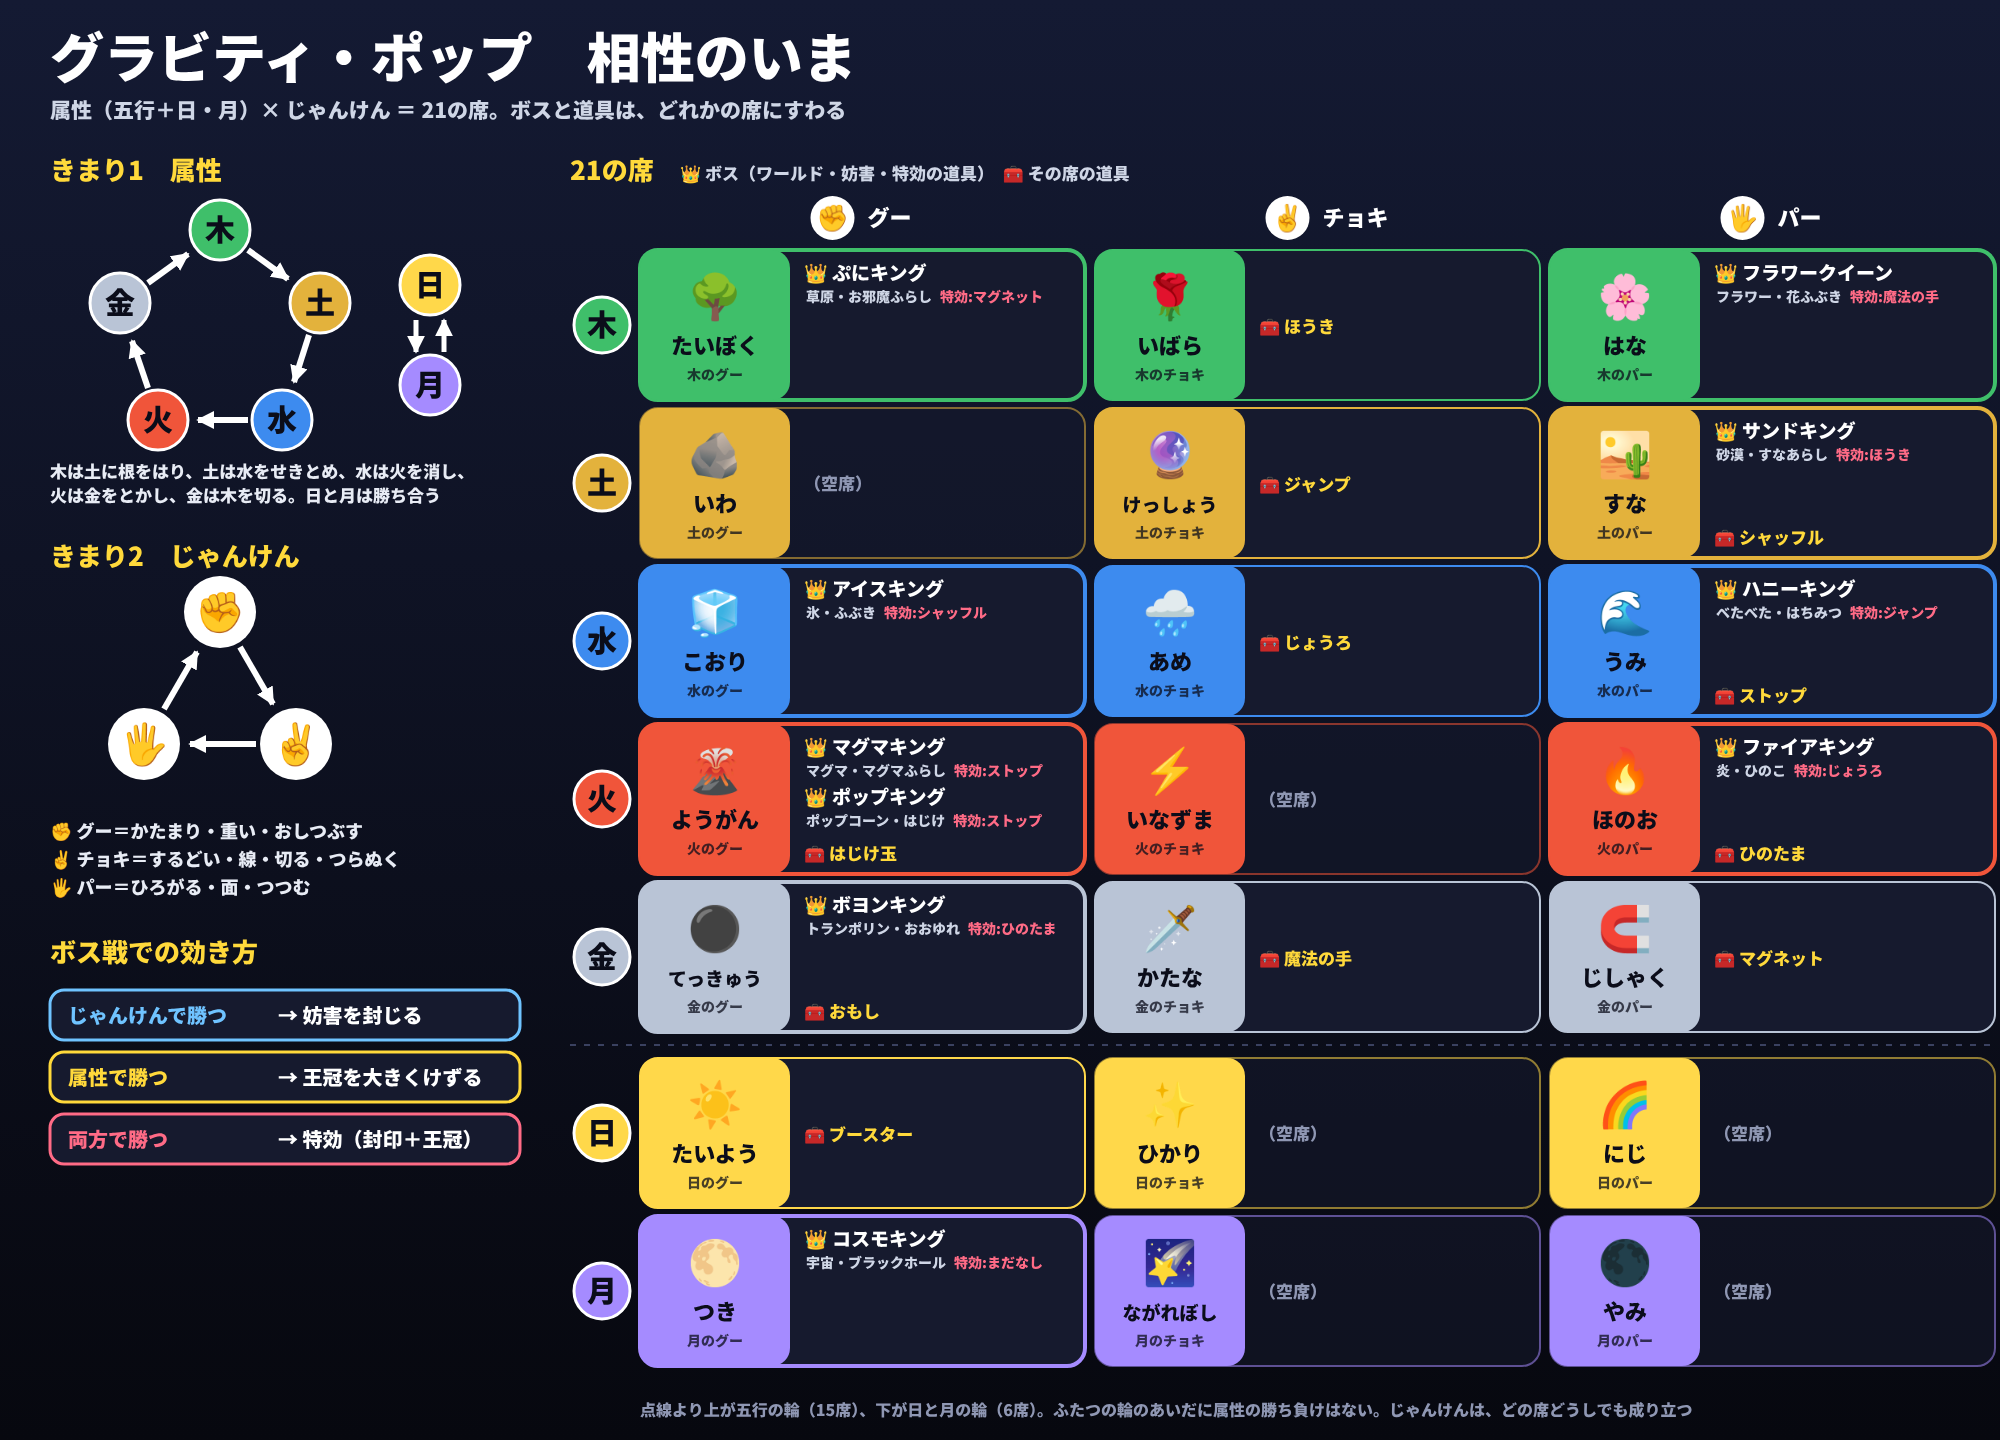 グラビティ・ポップ　相性のいま
属性（五行＋日・月）× じゃんけん ＝ 21の席。ボスと道具は、どれかの席にすわる
きまり1　属性
木
金
土
火
水
日
月
木は土に根をはり、土は水をせきとめ、水は火を消し、
火は金をとかし、金は木を切る。日と月は勝ち合う
きまり2　じゃんけん
✊ グー＝かたまり・重い・おしつぶす
✌ チョキ＝するどい・線・切る・つらぬく
🖐 パー＝ひろがる・面・つつむ
ボス戦での効き方
じゃんけんで勝つ → 妨害を封じる
属性で勝つ → 王冠を大きくけずる
両方で勝つ → 特効（封印＋王冠）
21の席 👑 ボス（ワールド・妨害・特効の道具） 🧰 その席の道具
グー チョキ パー
木
たいぼく
木のグー
👑 ぷにキング
草原・お邪魔ふらし 特効:マグネット
いばら
木のチョキ
🧰 ほうき
はな
木のパー
👑 フラワークイーン
フラワー・花ふぶき 特効:魔法の手
土
いわ
土のグー
（空席）
けっしょう
土のチョキ
🧰 ジャンプ
すな
土のパー
👑 サンドキング
砂漠・すなあらし 特効:ほうき
🧰 シャッフル
水
こおり
水のグー
👑 アイスキング
氷・ふぶき 特効:シャッフル
あめ
水のチョキ
🧰 じょうろ
うみ
水のパー
👑 ハニーキング
べたべた・はちみつ 特効:ジャンプ
🧰 ストップ
火
ようがん
火のグー
👑 マグマキング
マグマ・マグマふらし 特効:ストップ
👑 ポップキング
ポップコーン・はじけ 特効:ストップ
🧰 はじけ玉
いなずま
火のチョキ
（空席）
ほのお
火のパー
👑 ファイアキング
炎・ひのこ 特効:じょうろ
🧰 ひのたま
金
てっきゅう
金のグー
👑 ボヨンキング
トランポリン・おおゆれ 特効:ひのたま
🧰 おもし
かたな
金のチョキ
🧰 魔法の手
じしゃく
金のパー
🧰 マグネット
日
たいよう
日のグー
🧰 ブースター
ひかり
日のチョキ
（空席）
にじ
日のパー
（空席）
月
つき
月のグー
👑 コスモキング
宇宙・ブラックホール 特効:まだなし
ながれぼし
月のチョキ
（空席）
やみ
月のパー
（空席）
点線より上が五行の輪（15席）、下が日と月の輪（6席）。ふたつの輪のあいだに属性の勝ち負けはない。じゃんけんは、どの席どうしでも成り立つ